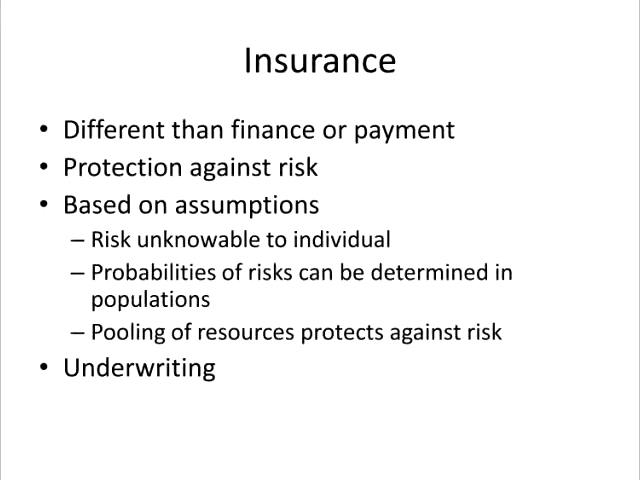 Insurance
• Different than finance or payment
• Protection against risk
• Based on assumptions
– Risk unknowable to individual
– Probabilities of risks can be determined in
populations
– Pooling of resources protects against risk
• Underwriting